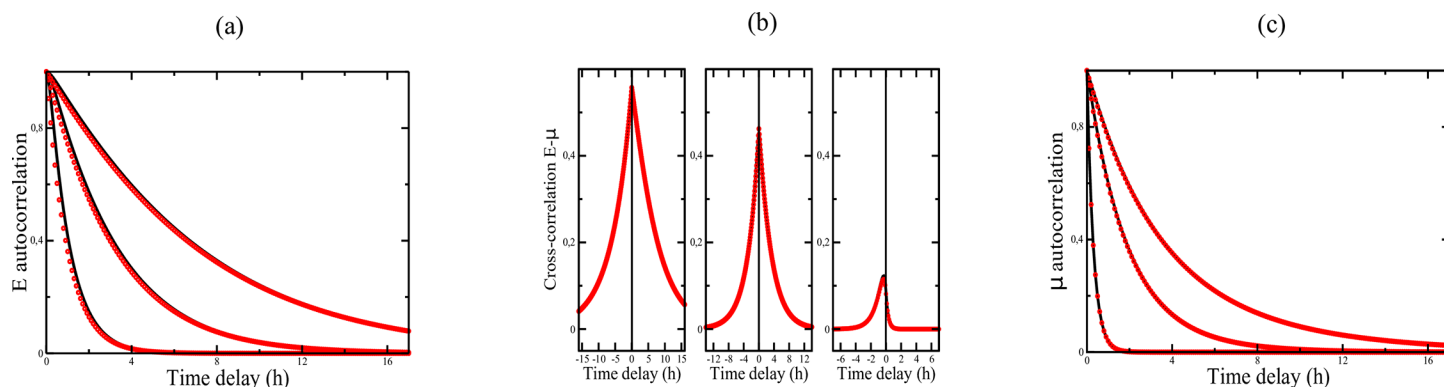 (a)
E autocorrelation
0,8
0,4
0
0 4 8 12 16
Time delay (h)
(b)
Cross-correlation E-μ
0,4
0,2
0
-15 -10 -5 0 5 10 15
Time delay (h)
0,4
0,2
0
-12 -8 -4 0 4 8 12
Time delay (h)
0,4
0,2
0
-6 -4 -2 0 2 4 6
Time delay (h)
(c)
μ autocorrelation
0,8
0,4
0
0 4 8 12 16
Time delay (h)